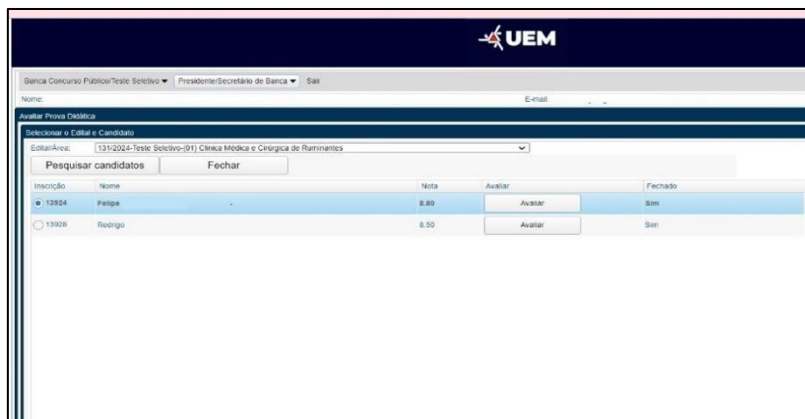 UEM
Banca Concurso Público/Teste Seletivo Presidente/Secretário de Banca Sair
Nome: E-mail:
Avaliar Prova Didática
Selecionar o Edital e Candidato
Edital/Área: 131/2024-Teste Seletivo-(01) Clínica Médica e Cirúrgica de Ruminantes
Pesquisar candidatos Fechar
Inscrição Nome Nota Avaliar Fechado
13924 Felipe 8.80 Avaliar Sim
13926 Rodrigo 8.50 Avaliar Sim